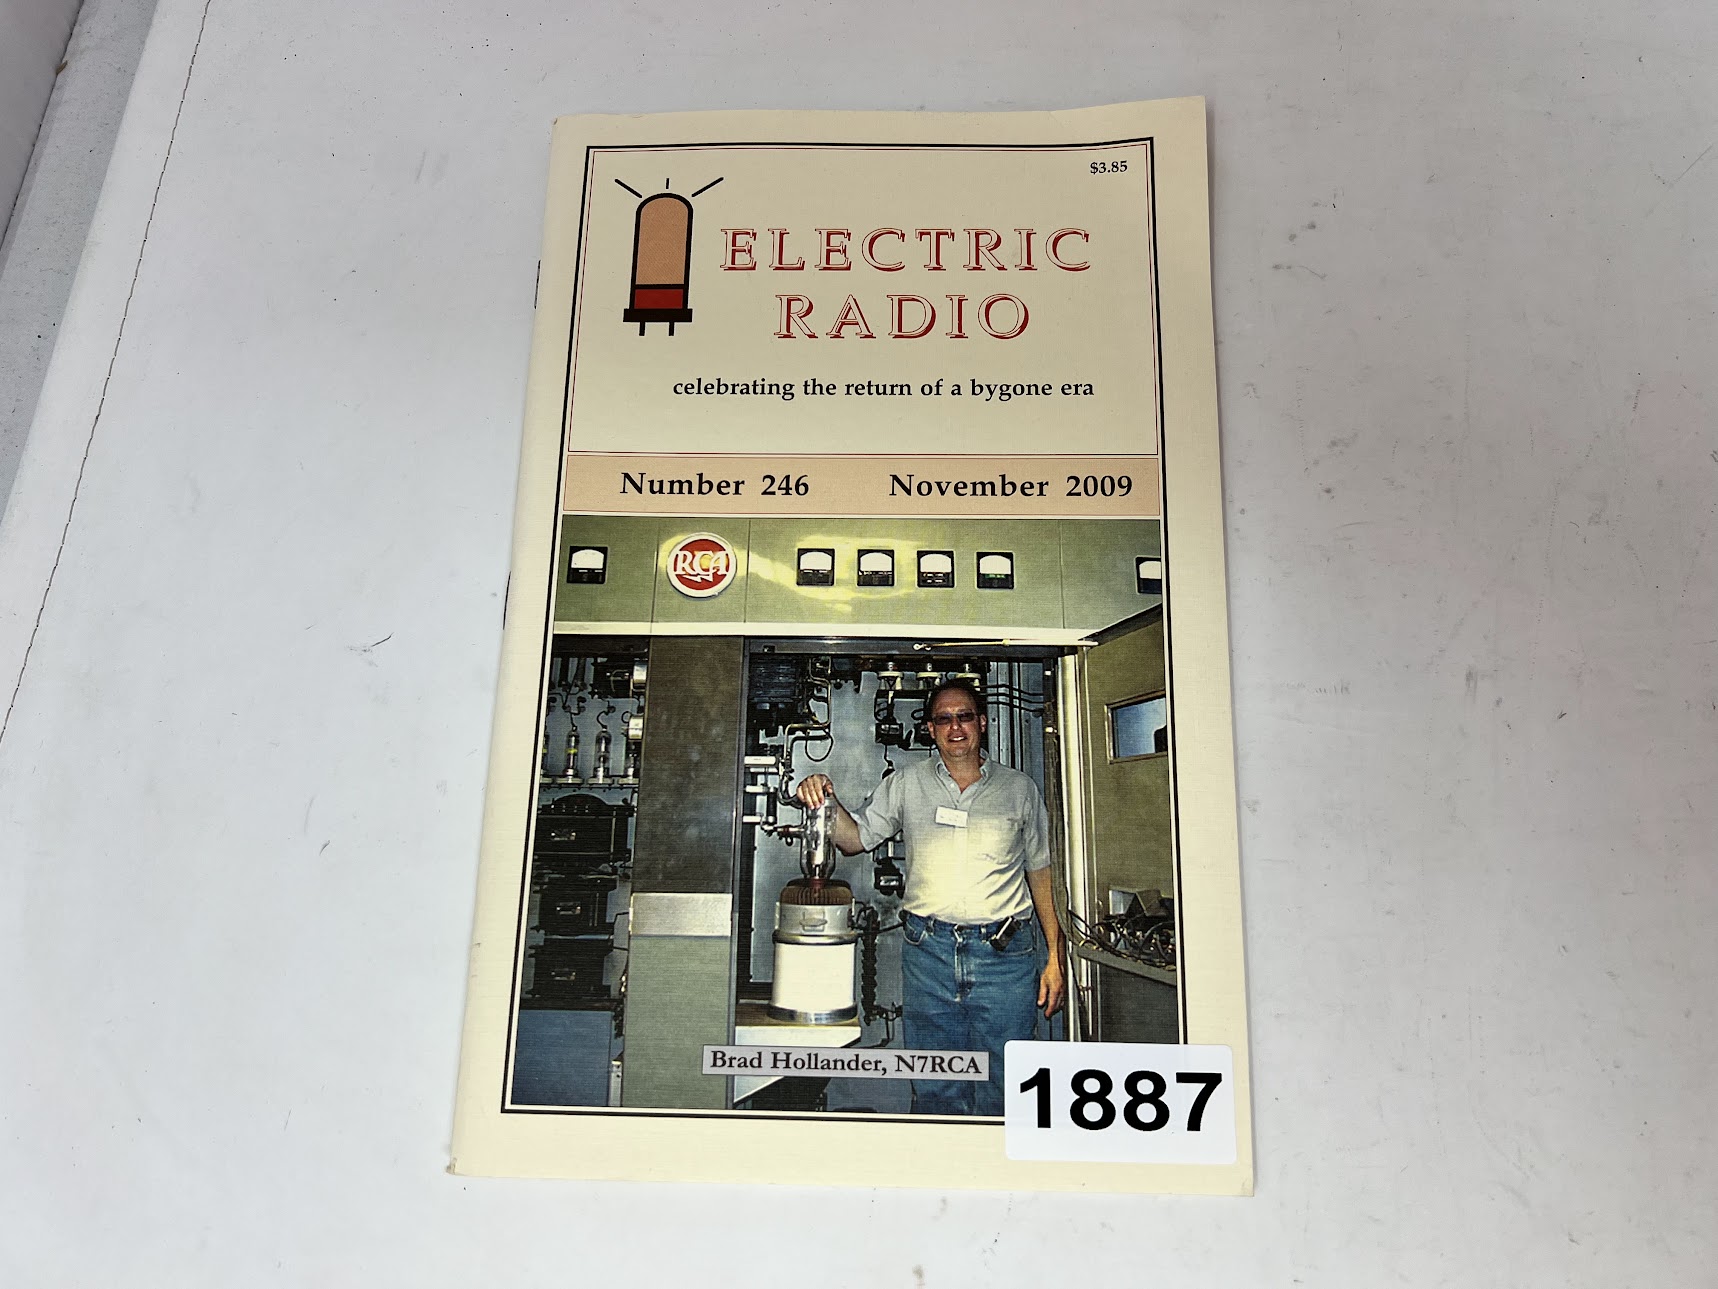 $3.85
ELECTRIC
RADIO
celebrating the return of a bygone era
Number 246 November 2009
RCA
Brad Hollander, N7RCA
1887